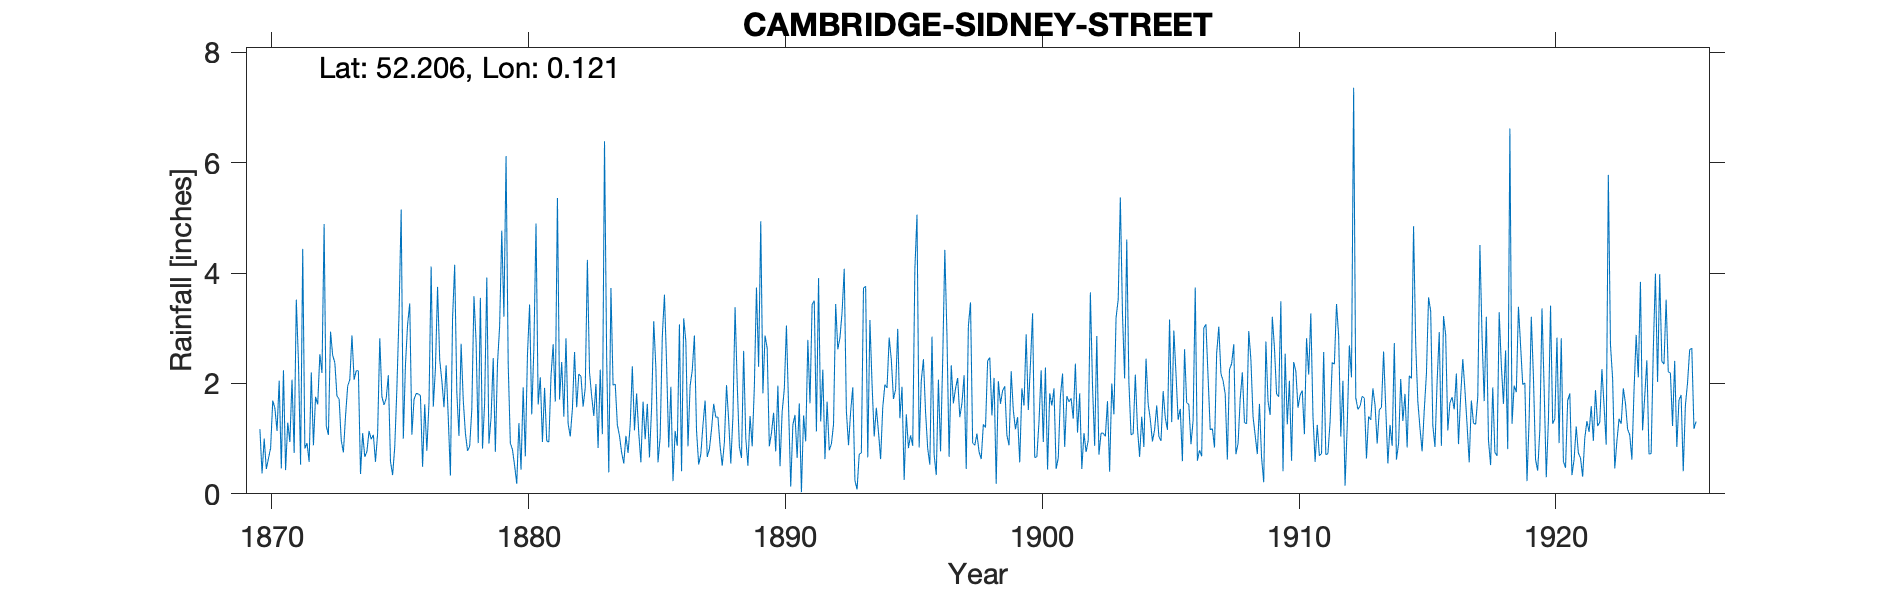 CAMBRIDGE-SIDNEY-STREET
Lat: 52.206, Lon: 0.121
8
6
4
2
0
Rainfall [inches]
1870 1880 1890 1900 1910 1920
Year